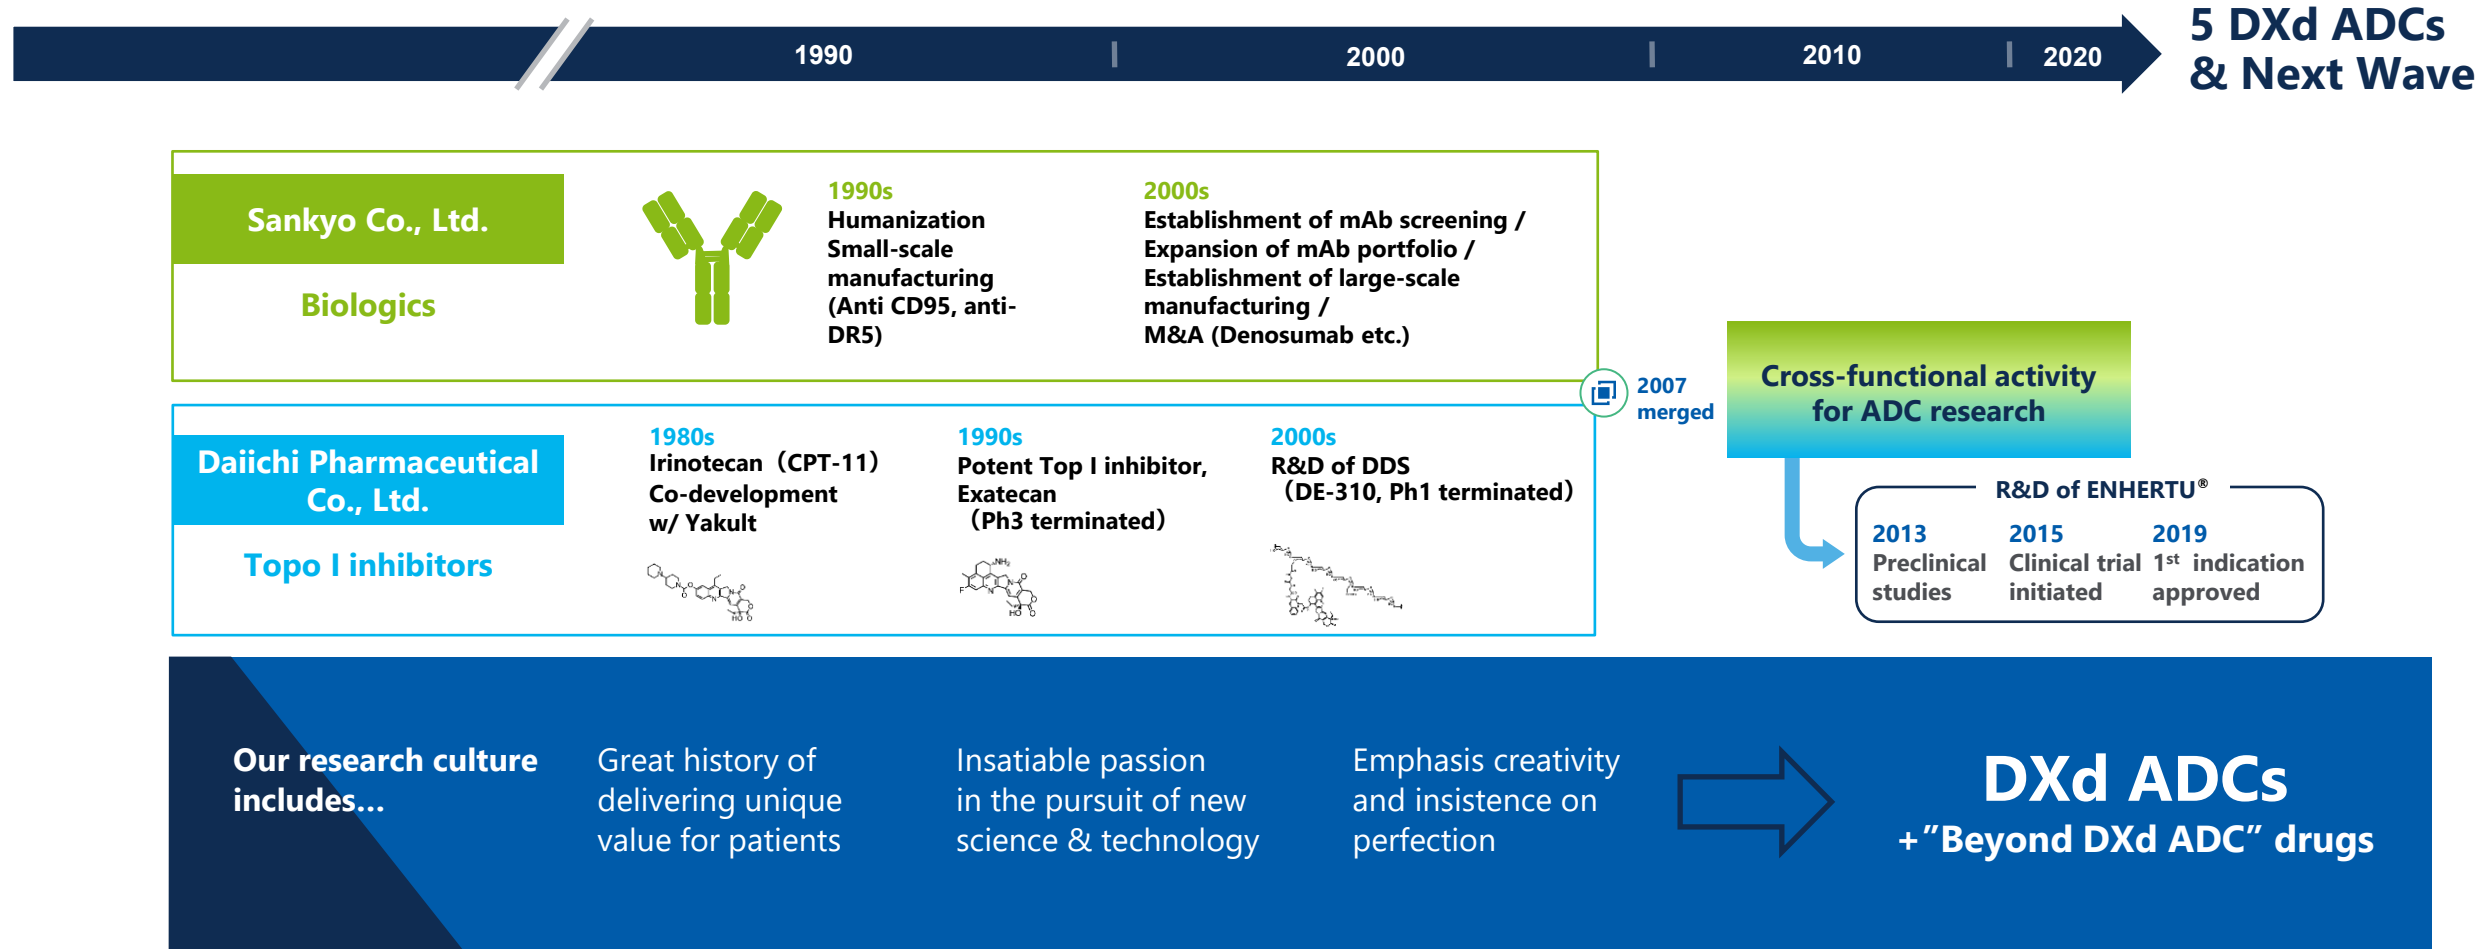 1990
2000
2010
2020
5 DXd ADCs
& Next Wave
Sankyo Co., Ltd.
Biologics
1990s
Humanization
Small-scale
manufacturing
(Anti CD95, anti-
DR5)
2000s
Establishment of mAb screening /
Expansion of mAb portfolio /
Establishment of large-scale
manufacturing /
M&A (Denosumab etc.)
2007
merged
Daiichi Pharmaceutical
Co., Ltd.
Topo I inhibitors
1980s
Irinotecan（CPT-11）
Co-development
w/ Yakult
1990s
Potent Top I inhibitor,
Exatecan
（Ph3 terminated）
2000s
R&D of DDS
（DE-310, Ph1 terminated）
Cross-functional activity
for ADC research
R&D of ENHERTU®
2013
Preclinical
studies
2015
Clinical trial
initiated
2019
1st indication
approved
Our research culture
includes...
Great history of
delivering unique
value for patients
Insatiable passion
in the pursuit of new
science & technology
Emphasis creativity
and insistence on
perfection
DXd ADCs
+”Beyond DXd ADC” drugs